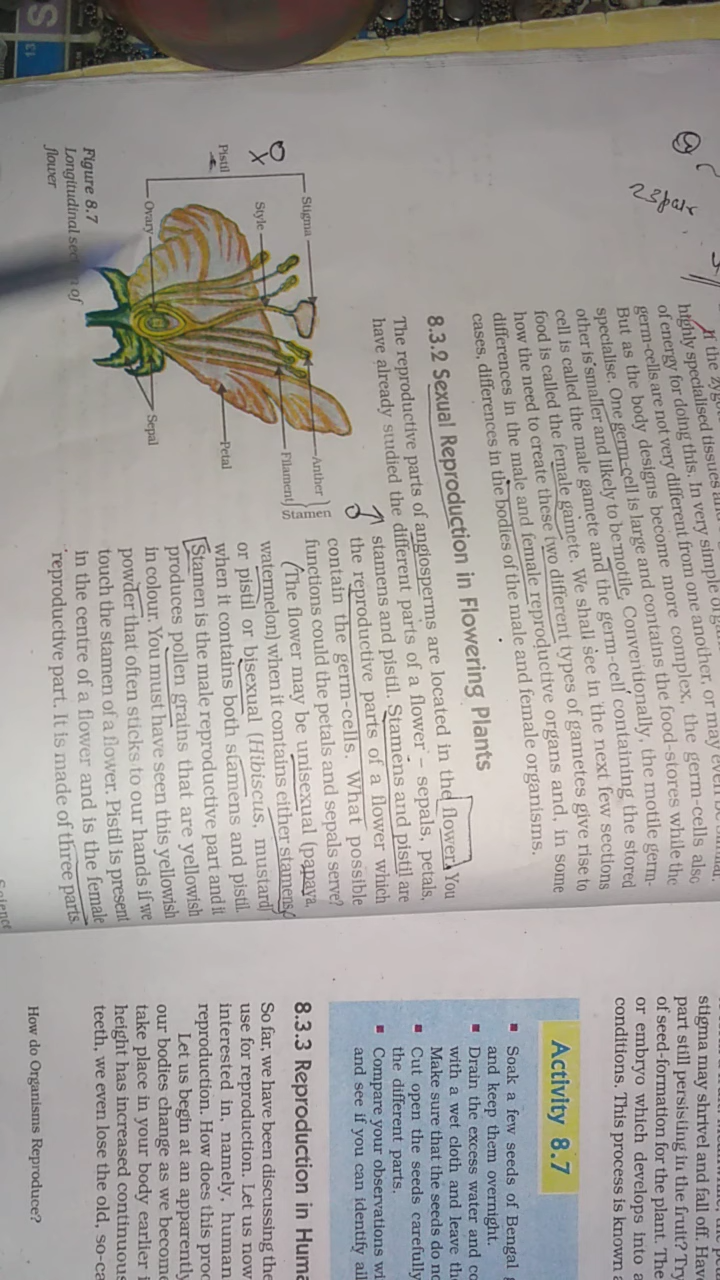 23 pair
If the
highly specialised tissues
of energy for doing this. In very simple
germ-cells are not very different from one another, or may even
But as the body designs become more complex, the germ-cells also
specialise. One germ-cell is large and contains the food-stores while the
other is smaller and likely to be motile. Conventionally, the motile germ-
cell is called the male gamete and the germ-cell containing the stored
food is called the female gamete. We shall see in the next few sections
how the need to create these two different types of gametes give rise to
differences in the male and female reproductive organs and, in some
cases, differences in the bodies of the male and female organisms.
8.3.2 Sexual Reproduction in Flowering Plants
The reproductive parts of angiosperms are located in the flower. You
have already studied the different parts of a flower – sepals, petals,
stamens and pistil. Stamens and pistil are
the reproductive parts of a flower which
contain the germ-cells. What possible
functions could the petals and sepals serve?
The flower may be unisexual (papaya,
watermelon) when it contains either stamens
or pistil or bisexual (Hibiscus, mustard)
when it contains both stamens and pistil.
Stamen is the male reproductive part and it
produces pollen grains that are yellowish
in colour. You must have seen this yellowish
powder that often sticks to our hands if we
touch the stamen of a flower. Pistil is present
in the centre of a flower and is the female
reproductive part. It is made of three parts.
Stigma
Style
Pistil
Ovary
Anther
Filament
Stamen
Petal
Sepal
Figure 8.7
Longitudinal of
flower
Science
stigma may shrivel and fall off. Have
part still persisting in the fruit? Try
of seed-formation for the plant. The
or embryo which develops into a
conditions. This process is known
Activity 8.7
Soak a few seeds of Bengal
and keep them overnight.
Drain the excess water and
with a wet cloth and leave
Make sure that the seeds do
Cut open the seeds carefully
the different parts.
Compare your observations
and see if you can identify
8.3.3 Reproduction in
So far, we have been discussing the
use for reproduction. Let us now
interested in, namely, human
reproduction. How does this
Let us begin at an apparently
our bodies change as we become
take place in your body earlier
height has increased
teeth, we even lose the old,
How do Organisms Reproduce?
S
13